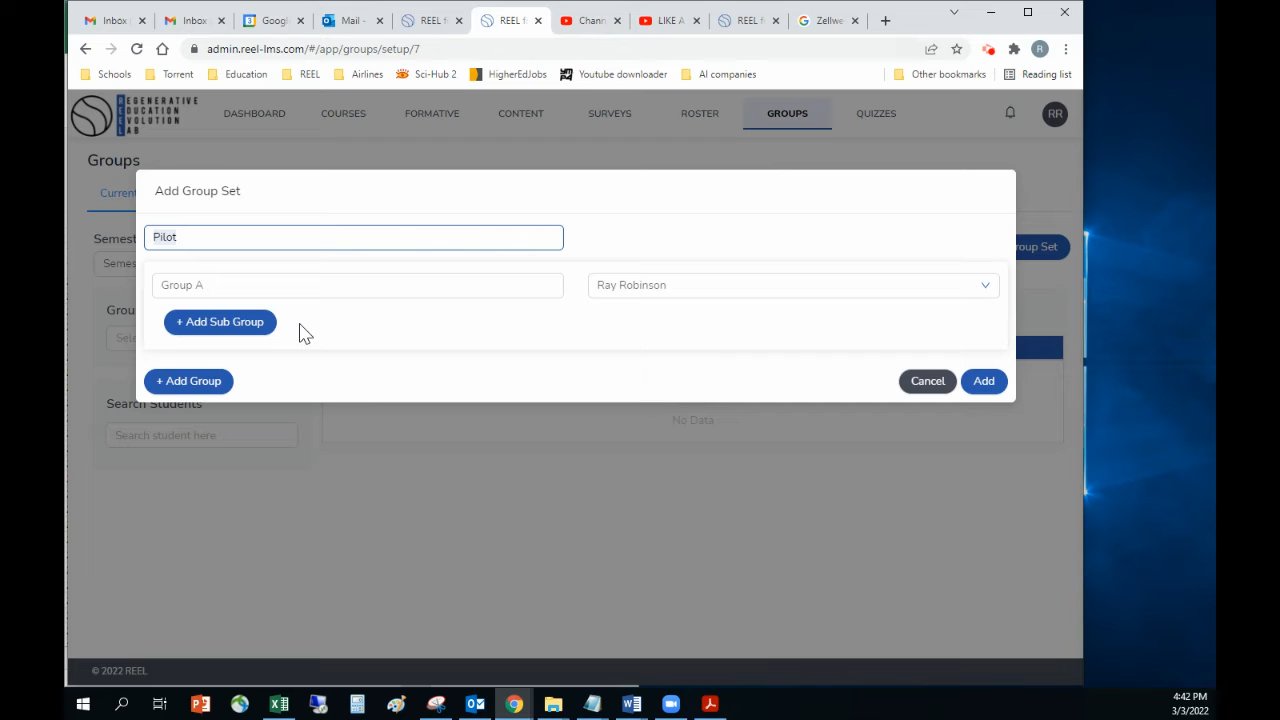 Inbox
Inbox
Google
Mail -
REEL f
REEL f
Chann
LIKE A
REEL f
Zellwe
admin.reel-lms.com/#/app/groups/setup/7
R
Schools
Torrent
Education
REEL
Airlines
Sci-Hub 2
HigherEdJobs
Youtube downloader
AI companies
Other bookmarks
Reading list
REGENERATIVE
EDUCATION
EVOLUTION
LAB
DASHBOARD
COURSES
FORMATIVE
CONTENT
SURVEYS
ROSTER
GROUPS
QUIZZES
RR
Groups
Current
Add Group Set
Semest
Pilot
roup Set
Semes
Group A
Ray Robinson
Grou
+ Add Sub Group
Sele
+ Add Group
Cancel
Add
Search Students
Search student here
No Data
© 2022 REEL
4:42 PM
3/3/2022